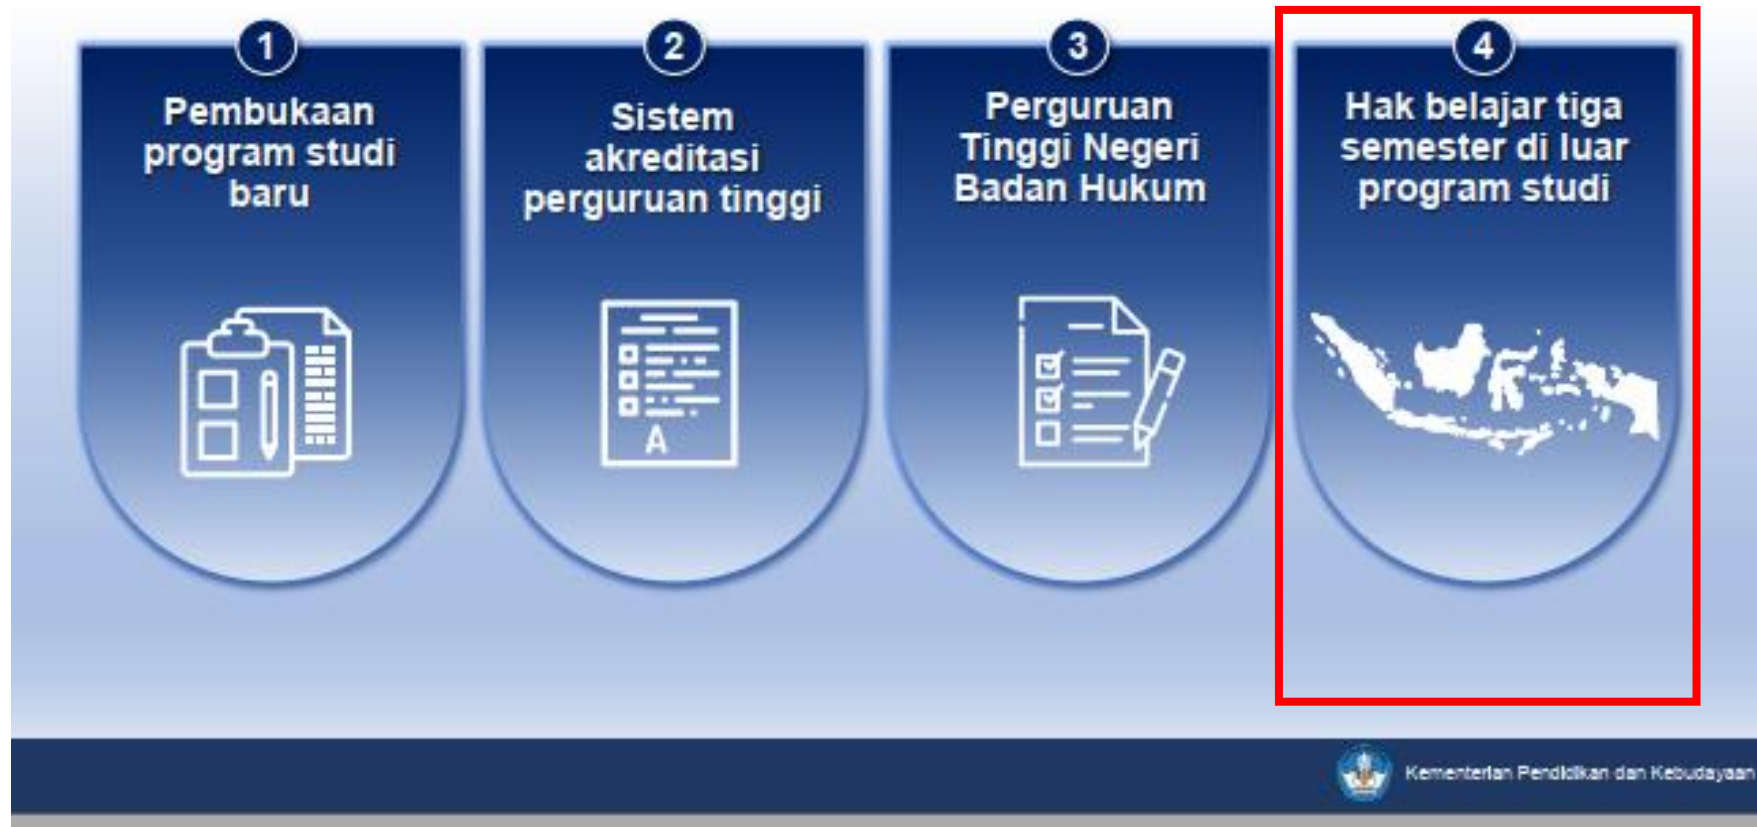 1
Pembukaan
program studi
baru
2
Sistem
akreditasi
perguruan tinggi
A
3
Perguruan
Tinggi Negeri
Badan Hukum
4
Hak belajar tiga
semester di luar
program studi
Kementerian Pendidikan dan Kebudayaan